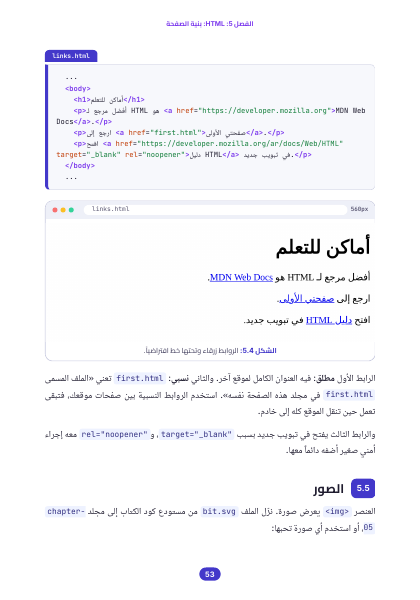 الفصل 5: HTML: بنية الصفحة
links.html
...
<body>
<h1>أماكن للتعلم</h1>
<p>أفضل مرجع لـ HTML هو <a href="https://developer.mozilla.org">MDN Web
Docs</a>.</p>
<p>ارجع إلى <a href="first.html">صفحتي الأولى</a>.</p>
<p>افتح <a href="https://developer.mozilla.org/ar/docs/Web/HTML"
target="_blank" rel="noopener">دليل HTML</a> في تبويب جديد.</p>
</body>
...
links.html
560px
أماكن للتعلم
أفضل مرجع لـ HTML هو MDN Web Docs.
ارجع إلى صفحتي الأولى.
افتح دليل HTML في تبويب جديد.
الشكل 5.4: الروابط زرقاء وتحتها خط افتراضياً.
الرابط الأول مطلق: فيه العنوان الكامل لموقع آخر. والثاني نسبي: first.html تعني «الملف المسمى
first.html في مجلد هذه الصفحة نفسه». استخدم الروابط النسبية بين صفحات موقعك، فتبقى
تعمل حين تنقل الموقع كله إلى خادم.
والرابط الثالث يفتح في تبويب جديد بسبب target="_blank"، و rel="noopener" معه إجراء
أمني صغير أضفه دائماً معها.
5.5 الصور
العنصر <img> يعرض صورة. نزّل الملف bit.svg من مستودع كود الكتاب إلى مجلد chapter-
05، أو استخدم أي صورة تحبها:
53